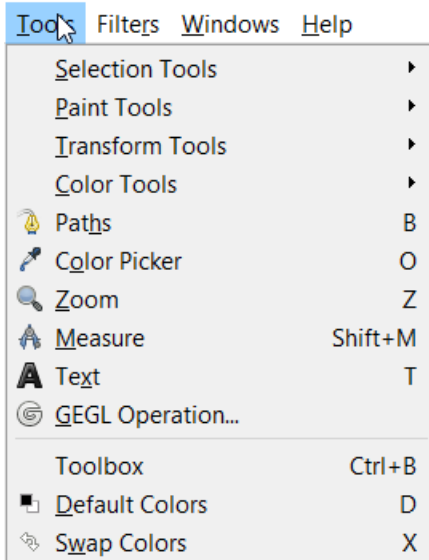 Tools Filters Windows Help
Selection Tools
Paint Tools
Transform Tools
Color Tools
Paths B
Color Picker O
Zoom Z
Measure Shift+M
Text T
GEGL Operation...
Toolbox Ctrl+B
Default Colors D
Swap Colors X